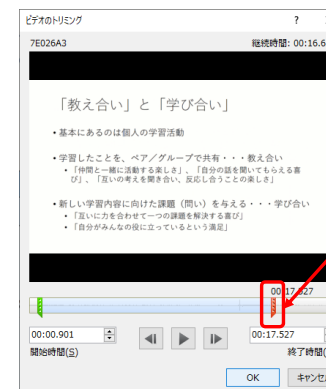 ビデオのトリミング ?
7E026A3 継続時間: 00:16.6
「教え合い」と「学び合い」
• 基本にあるのは個人の学習活動
• 学習したことを、ペア／グループで共有・・・教え合い
• 「仲間と一緒に活動する楽しさ」、「自分の話を聞いてもらえる喜
び」、「互いの考えを聞き合い、反応し合うことの楽しさ」
• 新しい学習内容に向けた課題（問い）を与える・・・学び合い
• 「互いに力を合わせて一つの課題を解決する喜び」
• 「自分がみんなの役に立っているという満足」
00:17.527
00:00.901 00:17.527
開始時間(S) 終了時間(
OK キャンセ